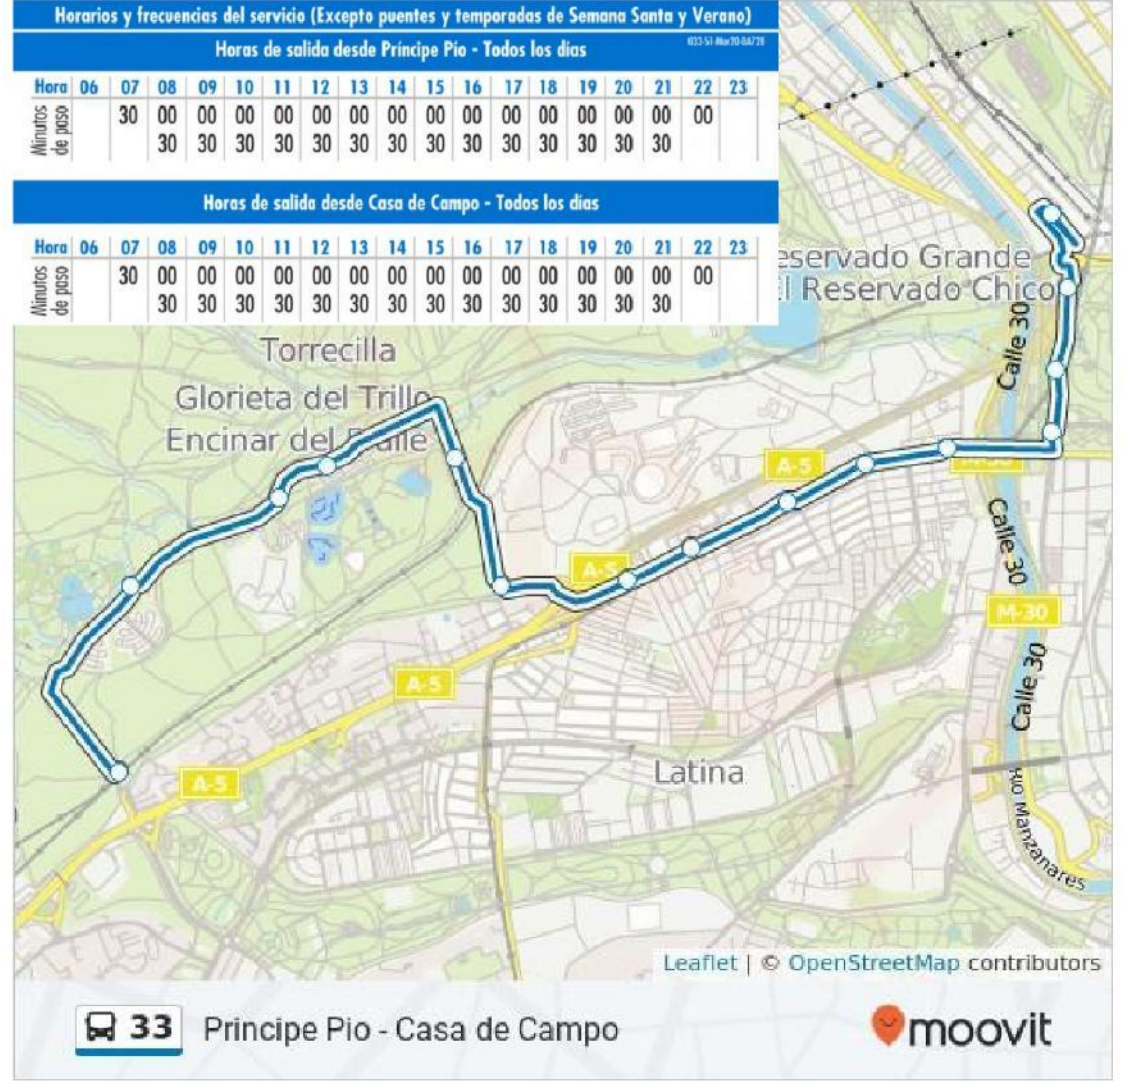 Horarios y frecuencias del servicio (Excepto puentes y temporadas de Semana Santa y Verano)
Horas de salida desde Príncipe Pío - Todos los días
Hora 06 07 08 09 10 11 12 13 14 15 16 17 18 19 20 21 22 23
Minutos de paso
30 00 00 00 00 00 00 00 00 00 00 00 00 00 00 00
30 30 30 30 30 30 30 30 30 30 30 30 30 30
Horas de salida desde Casa de Campo - Todos los días
Hora 06 07 08 09 10 11 12 13 14 15 16 17 18 19 20 21 22 23
Minutos de paso
30 00 00 00 00 00 00 00 00 00 00 00 00 00 00 00
30 30 30 30 30 30 30 30 30 30 30 30 30 30
eservado Grande
l Reservado Chico
Calle 30
Torrecilla
Glorieta del Trillo
Encinar del
A-5
M-30
Calle 30
A-5
M-30
A-5
Calle 30
Latina
A-5
Río Manzanares
Leaflet | © OpenStreetMap contributors
33 Principe Pio - Casa de Campo
moovit